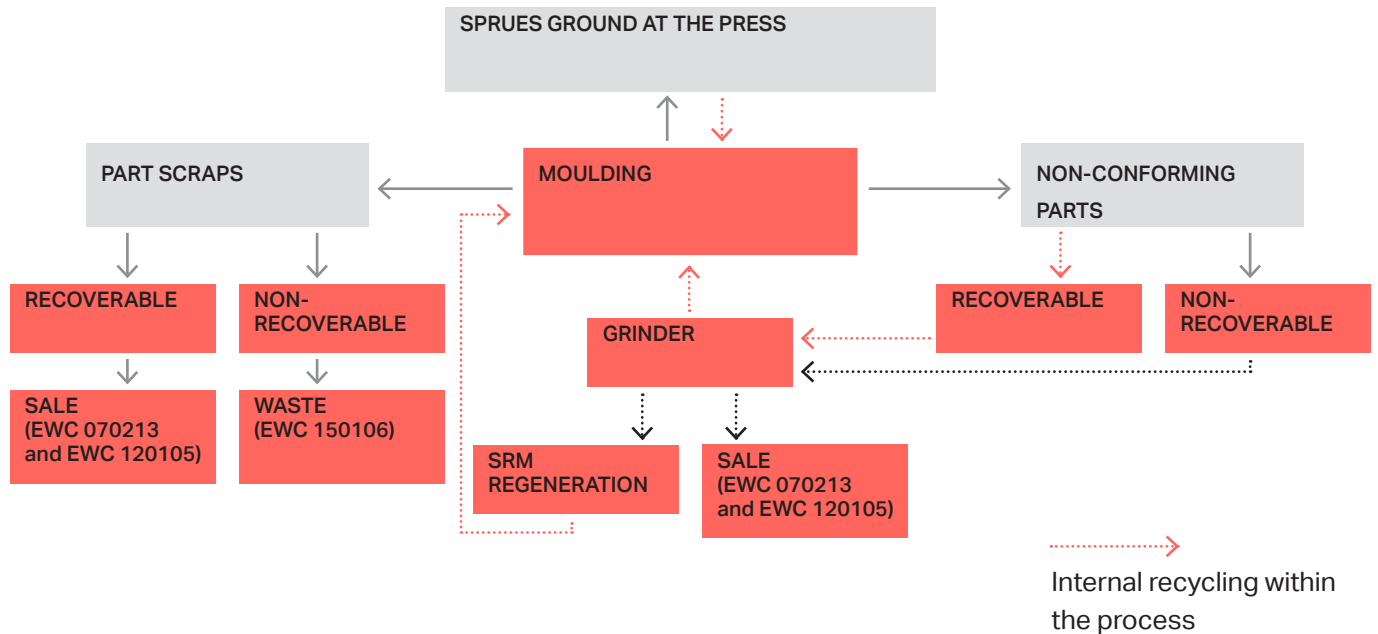 SPRUES GROUND AT THE PRESS
PART SCRAPS
MOULDING
NON-CONFORMING
PARTS
RECOVERABLE
NON-
RECOVERABLE
GRINDER
RECOVERABLE
NON-
RECOVERABLE
SALE
(EWC 070213
and EWC 120105)
WASTE
(EWC 150106)
SRM
REGENERATION
SALE
(EWC 070213
and EWC 120105)
Internal recycling within
the process